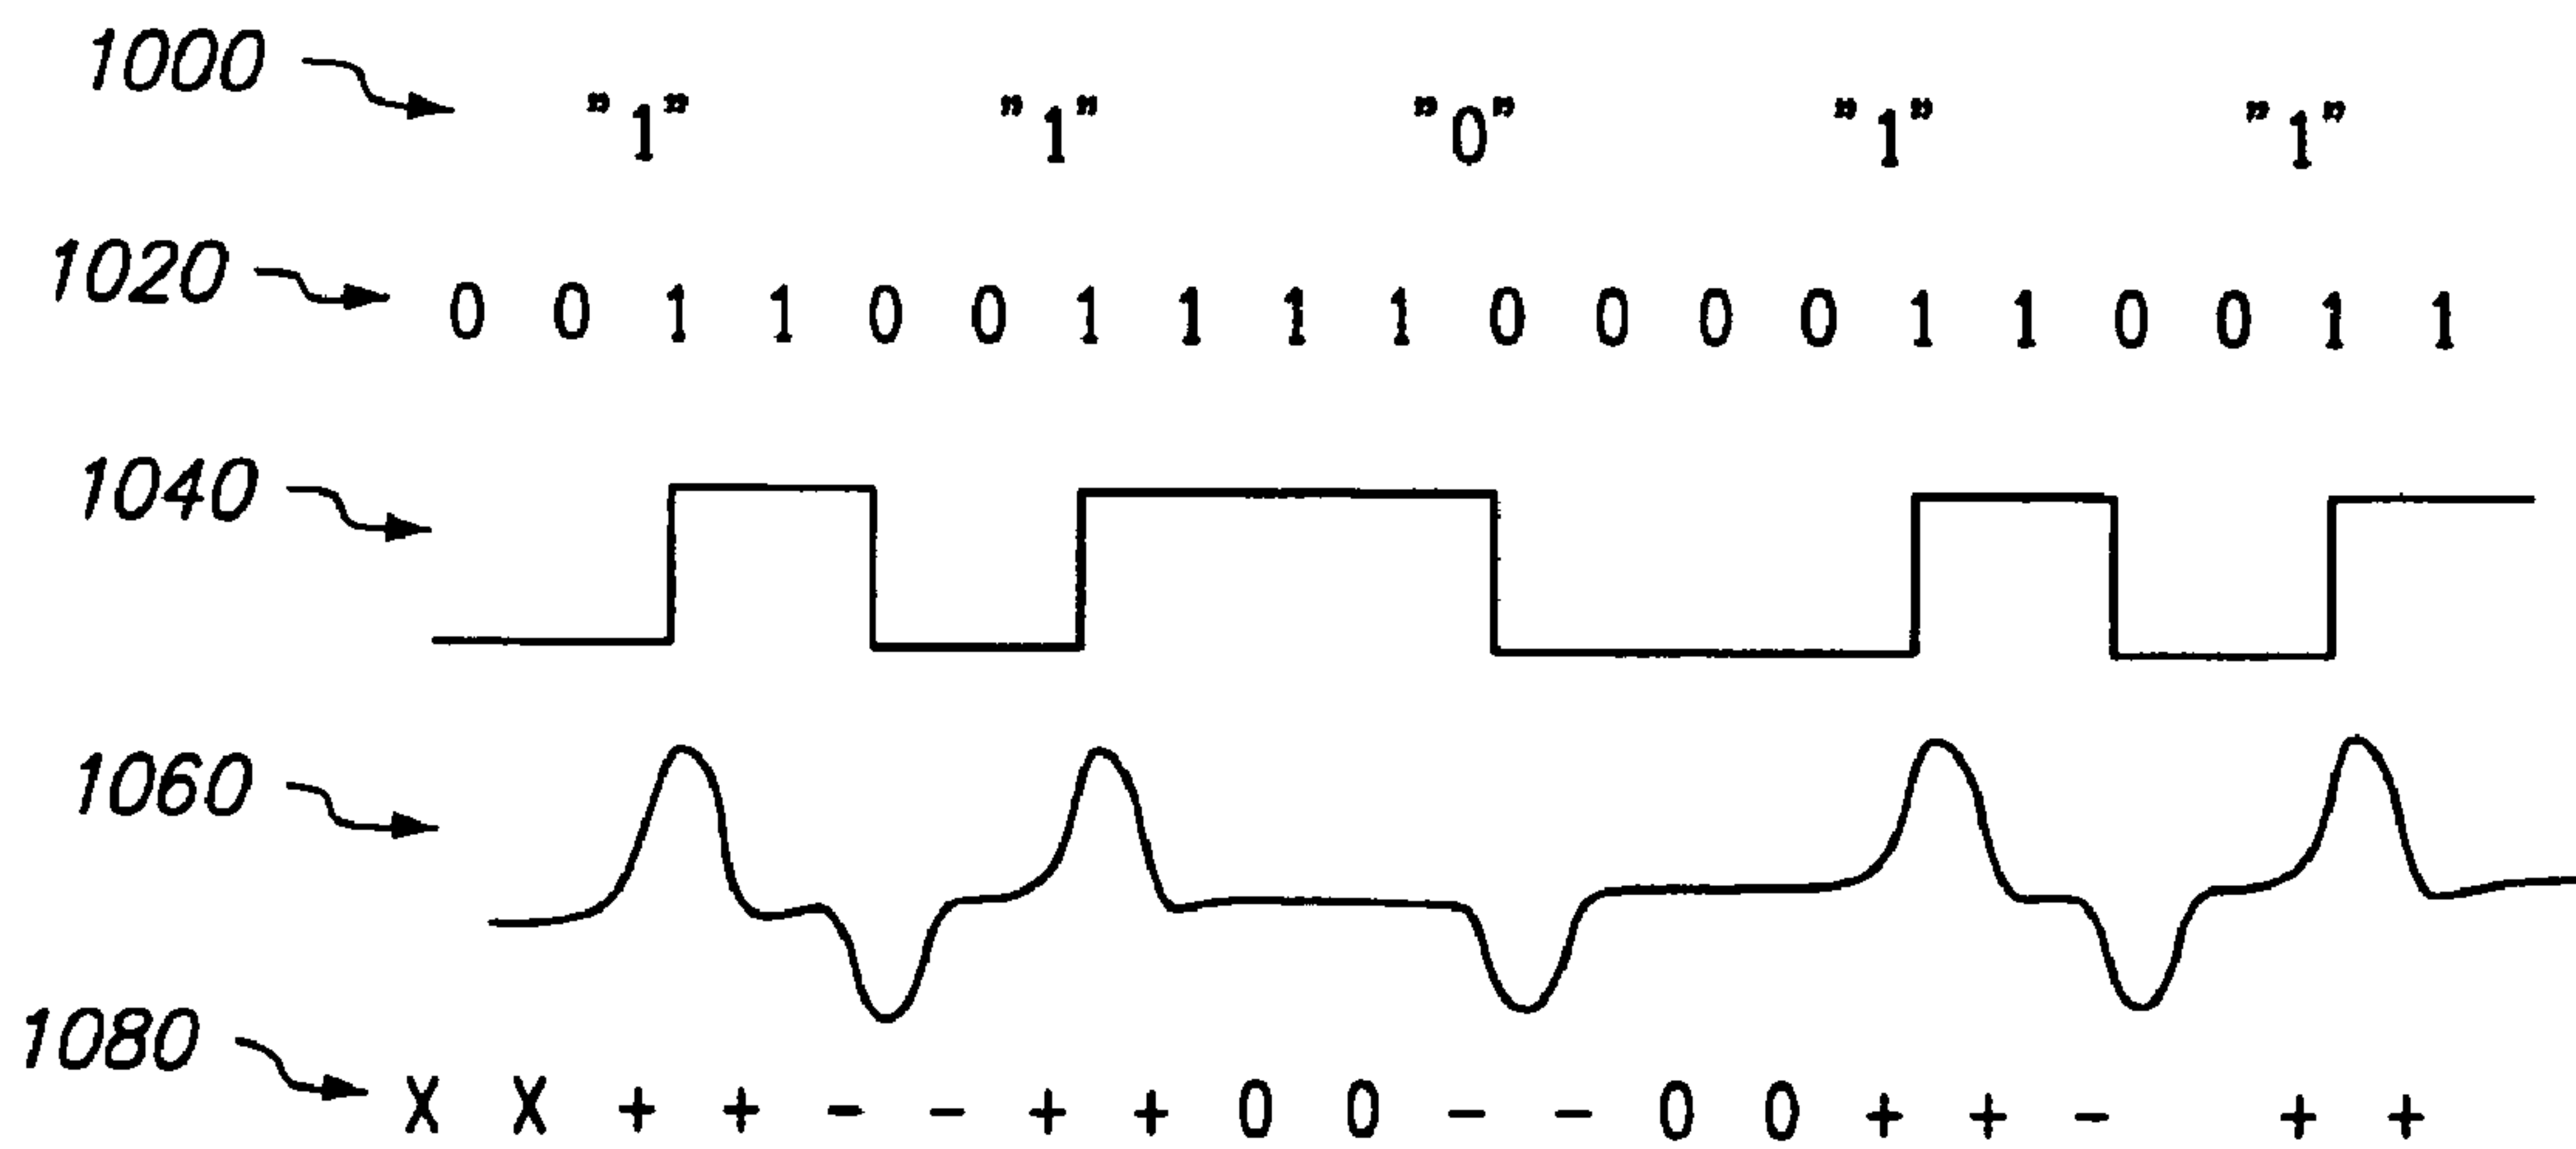 1000 "1" "1" "0" "1" "1"
1020 0 0 1 1 0 0 1 1 1 1 0 0 0 0 1 1 0 0 1 1
1040
1060
1080 X X + + - - + + 0 0 - - 0 0 + + - + +